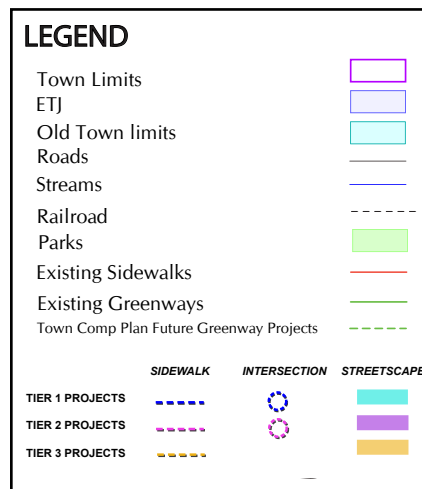 LEGEND
Town Limits
ETJ
Old Town limits
Roads
Streams
Railroad
Parks
Existing Sidewalks
Existing Greenways
Town Comp Plan Future Greenway Projects
SIDEWALK INTERSECTION STREETSCAPE
TIER 1 PROJECTS
TIER 2 PROJECTS
TIER 3 PROJECTS